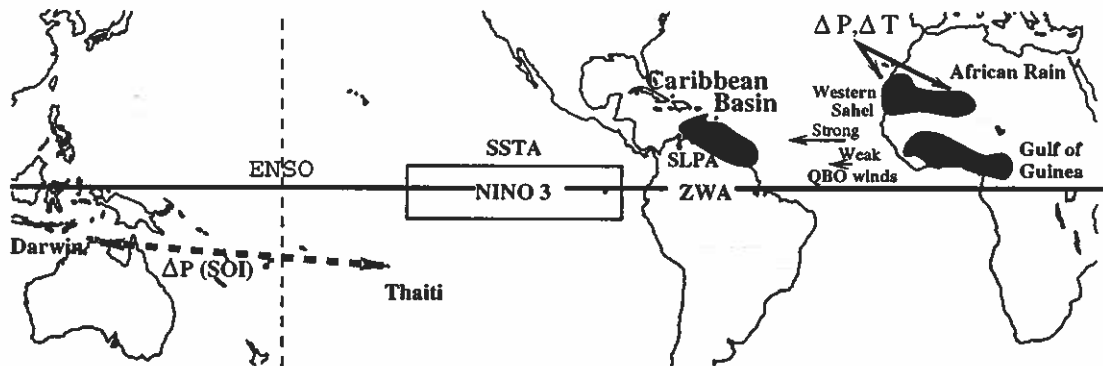 ΔP,ΔT
African Rain
Western
Sahel
Caribbean
Basin
Strong
SLPA
Weak
QBO winds
Gulf of
Guinea
SSTA
ENSO
NINO 3
ZWA
Darwin
ΔP (SOI)
Thaiti